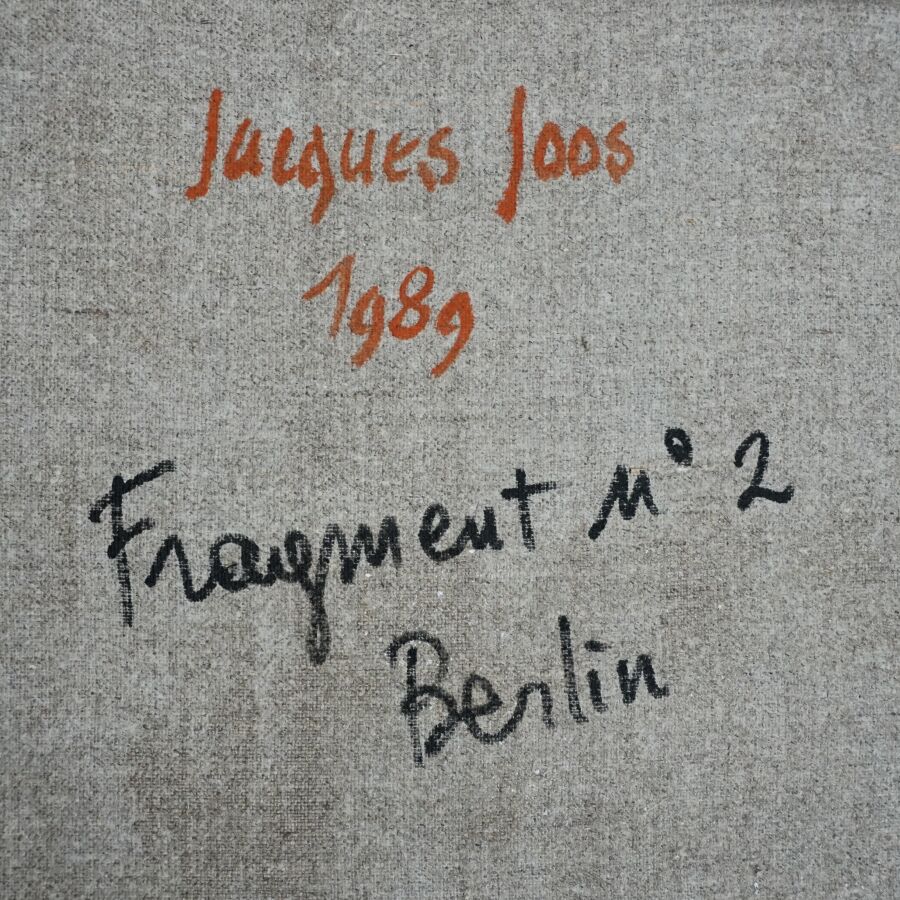 Jacques Joos
1989
Fragment n° 2
Berlin